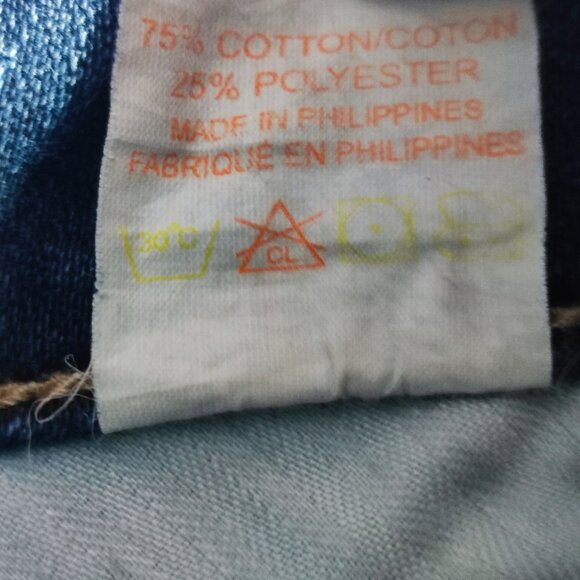 75% COTTON/COTON
25% POLYESTER
MADE IN PHILIPPINES
FABRIQUÉ EN PHILIPPINES
30°C CL